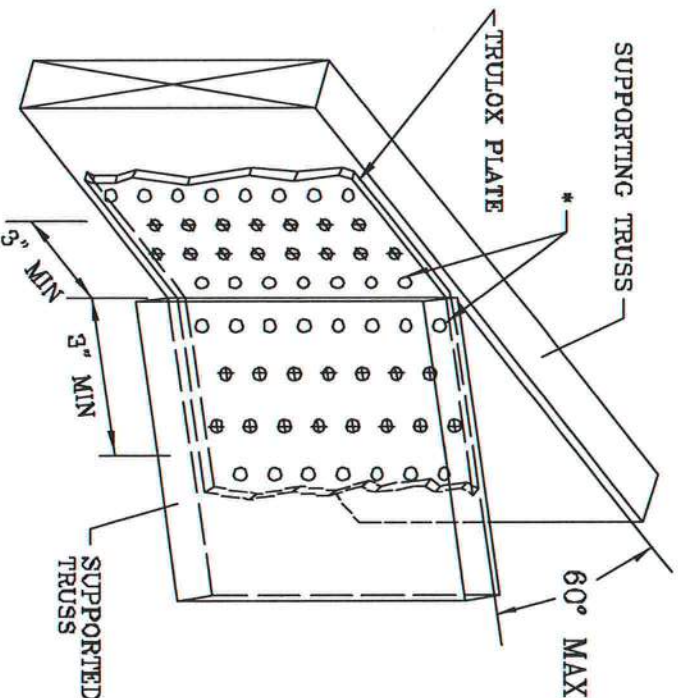 SUPPORTING TRUSS
*
TRULOX PLATE
60° MAX
3" MIN
3" MIN
SUPPORTED
TRUSS